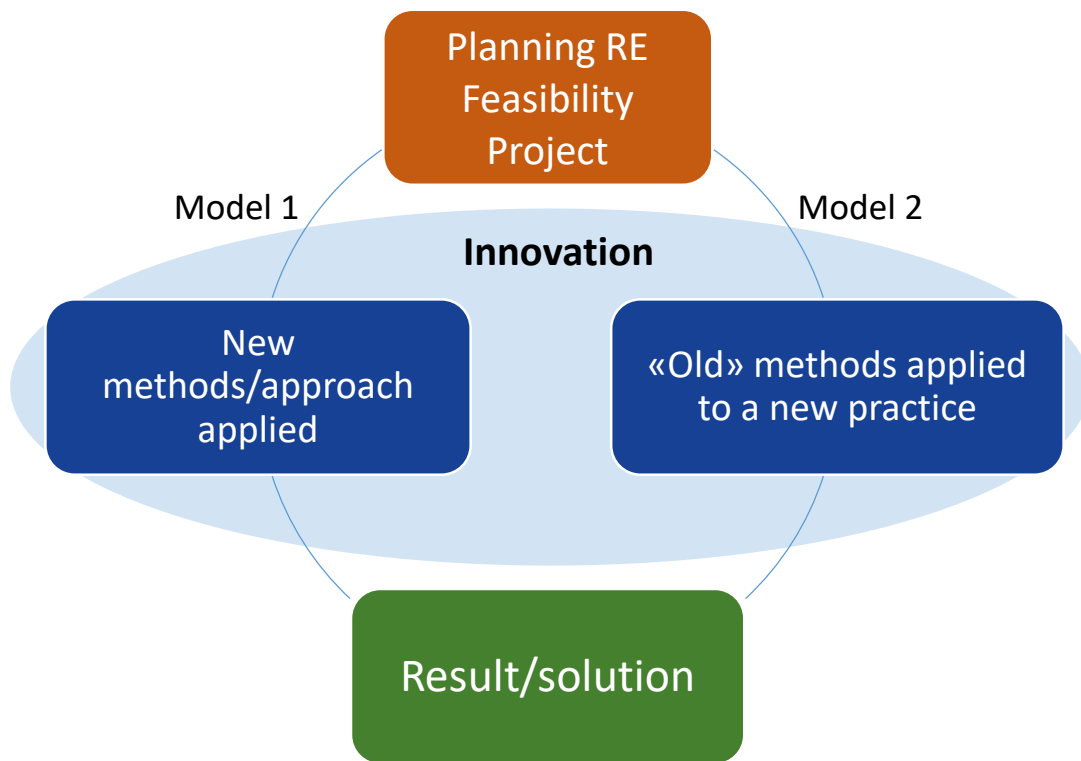 Planning RE
Feasibility
Project
Model 1
Model 2
Innovation
New
methods/approach
applied
«Old» methods applied
to a new practice
Result/solution